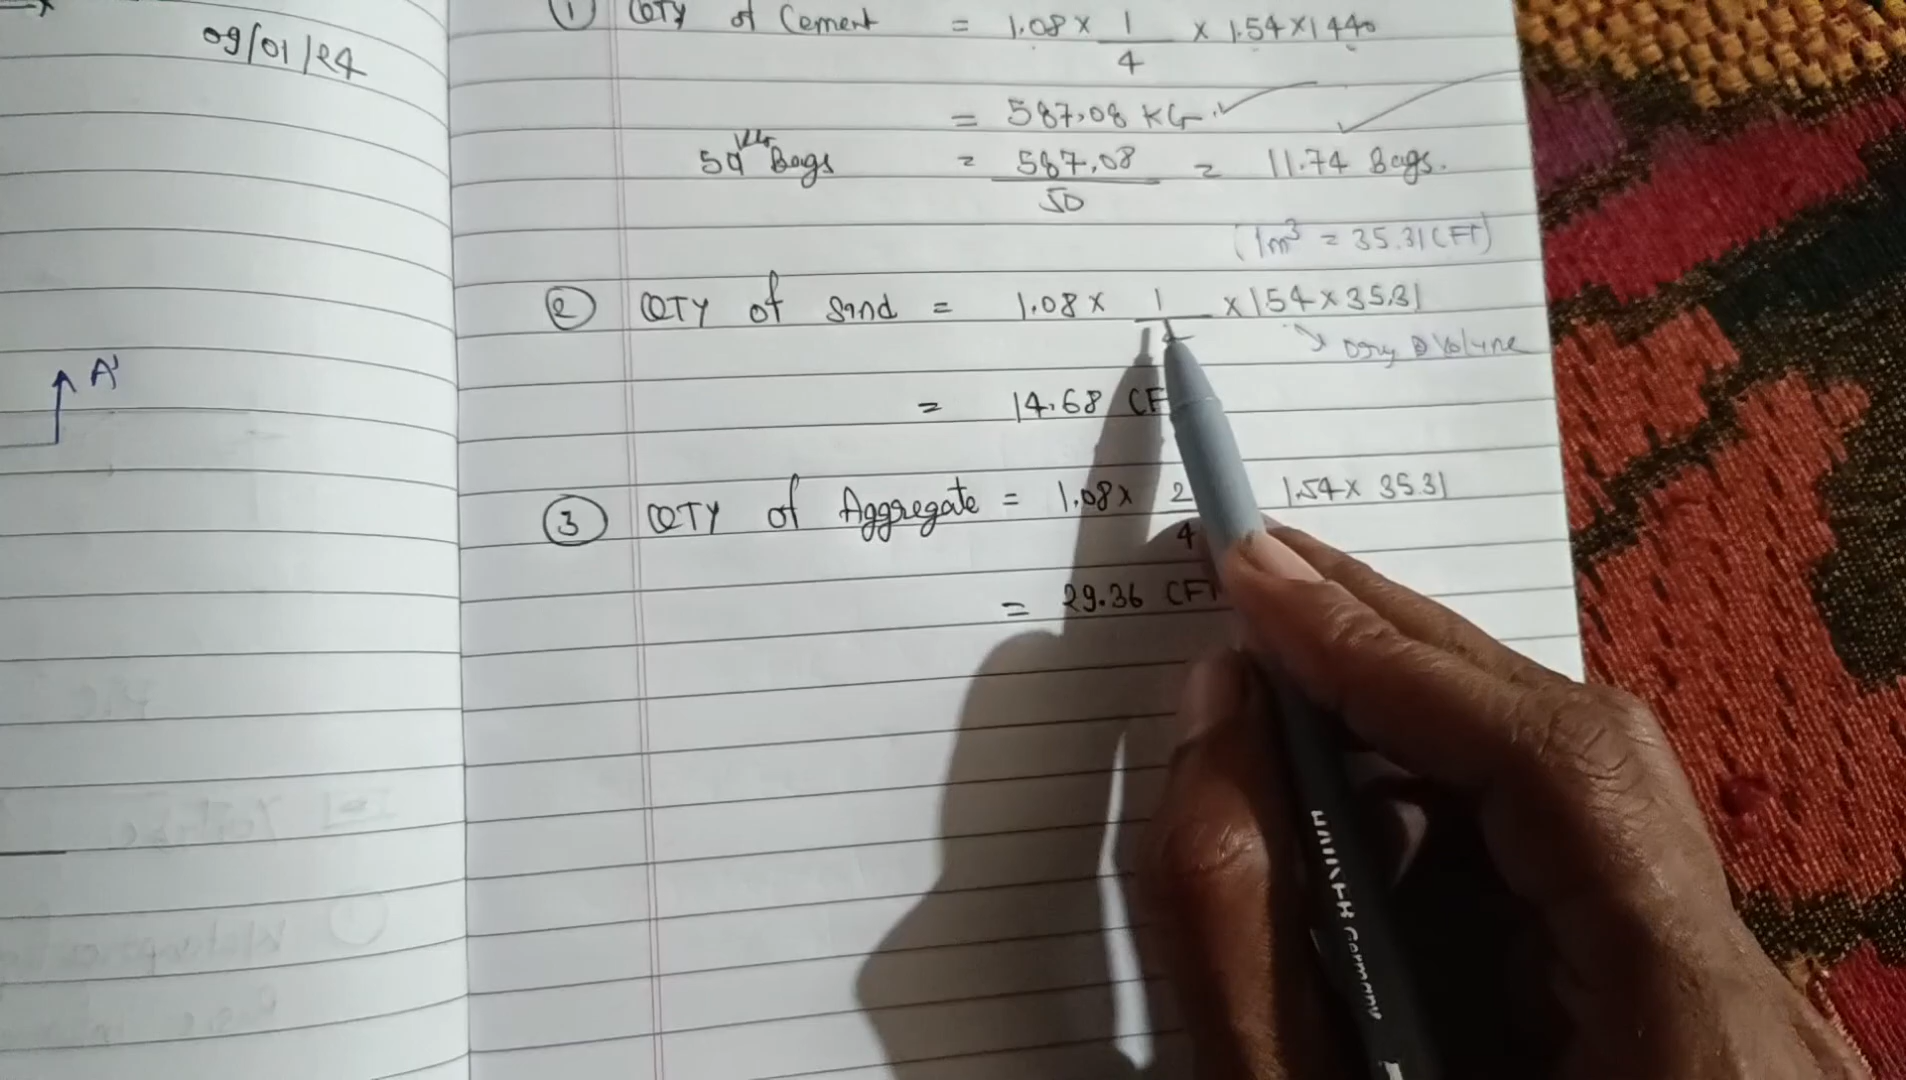 09/01/24
① QTY of Cement = 1.08 × 1/4 × 1.54×1440
= 587.08 KG
50 KG Bags = 587.08/50 = 11.74 Bags.
(1m³ = 35.31 CFT)
② QTY of Sand = 1.08 × 1 × 154 × 35.31
↘ Dry Volume
= 14.68 CF
A'
③ QTY of Aggregate = 1.08× 2/4 1.54× 35.31
= 29.36 CFT
Germany